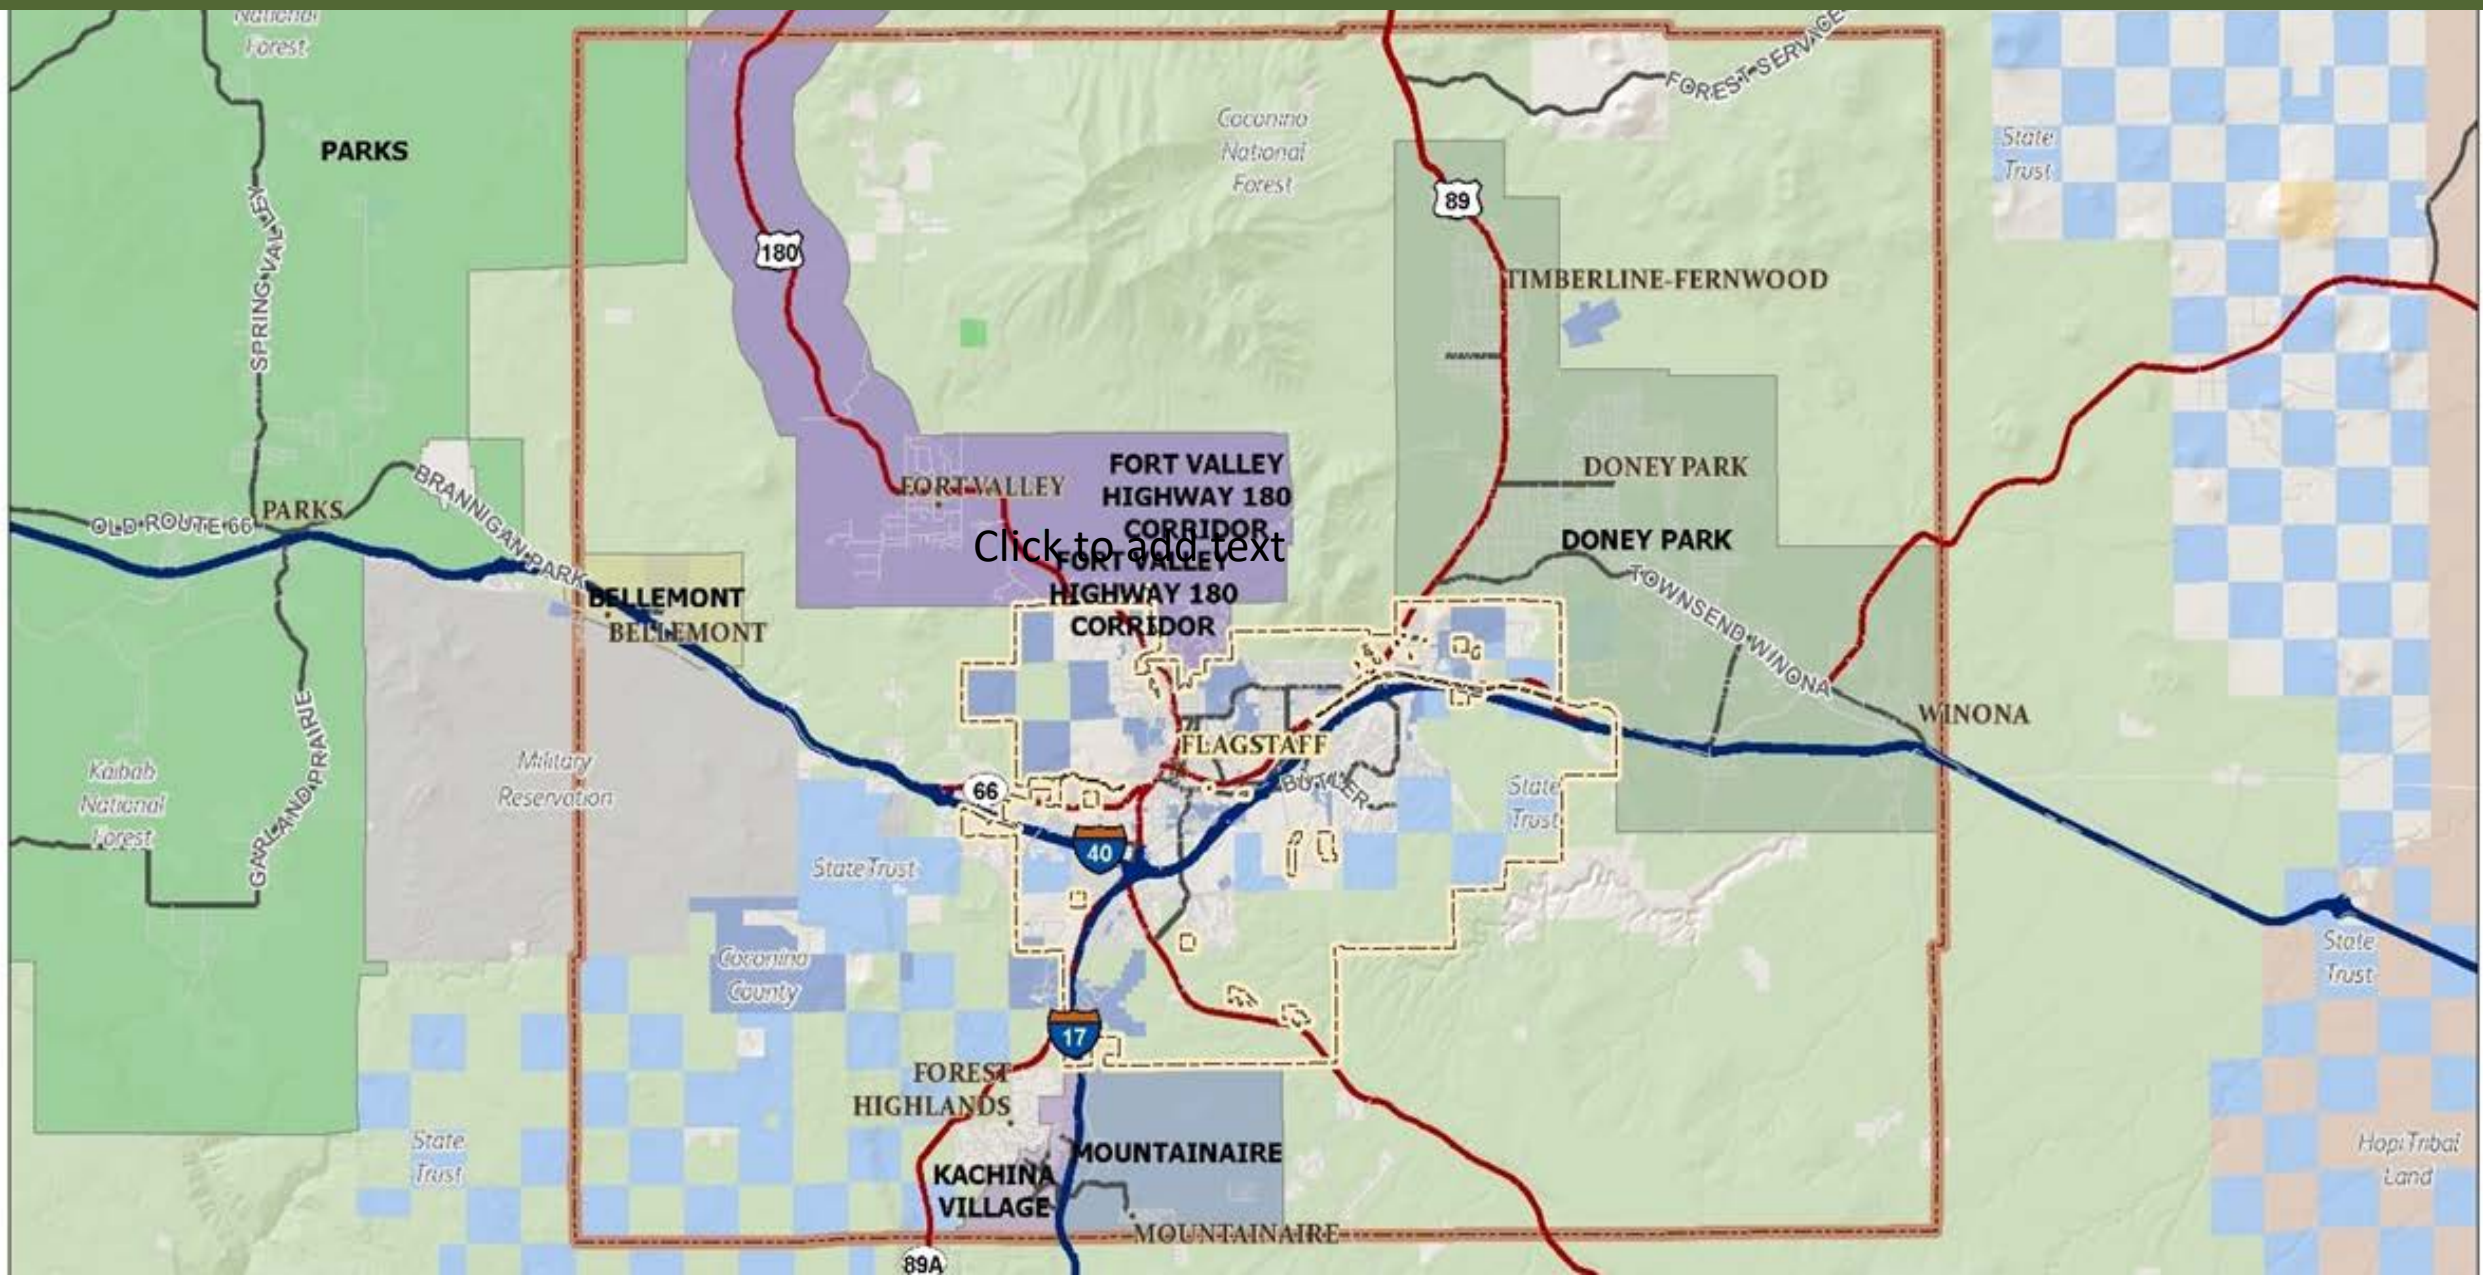 National
Forest
FOREST SERVICE
Coconino
National
Forest
State
Trust
PARKS
89
180
SPRING VALLEY
TIMBERLINE-FERNWOOD
FORT VALLEY
HIGHWAY 180
CORRIDOR
DONEY PARK
BRANNIGAN PARK
FORT VALLEY
PARKS
OLD ROUTE 66
Click to add text
DONEY PARK
FORT VALLEY
HIGHWAY 180
CORRIDOR
BELLEMONT
BELLEMONT
TOWNSEND WINONA
WINONA
FLAGSTAFF
GARLAND PRAIRIE
Kaibab
National
Forest
Military
Reservation
66
BUTLER
State
Trust
40
State Trust
Coconino
County
State
Trust
17
FOREST
HIGHLANDS
State
Trust
MOUNTAINAIRE
KACHINA
VILLAGE
Hopi Tribal
Land
MOUNTAINAIRE
89A